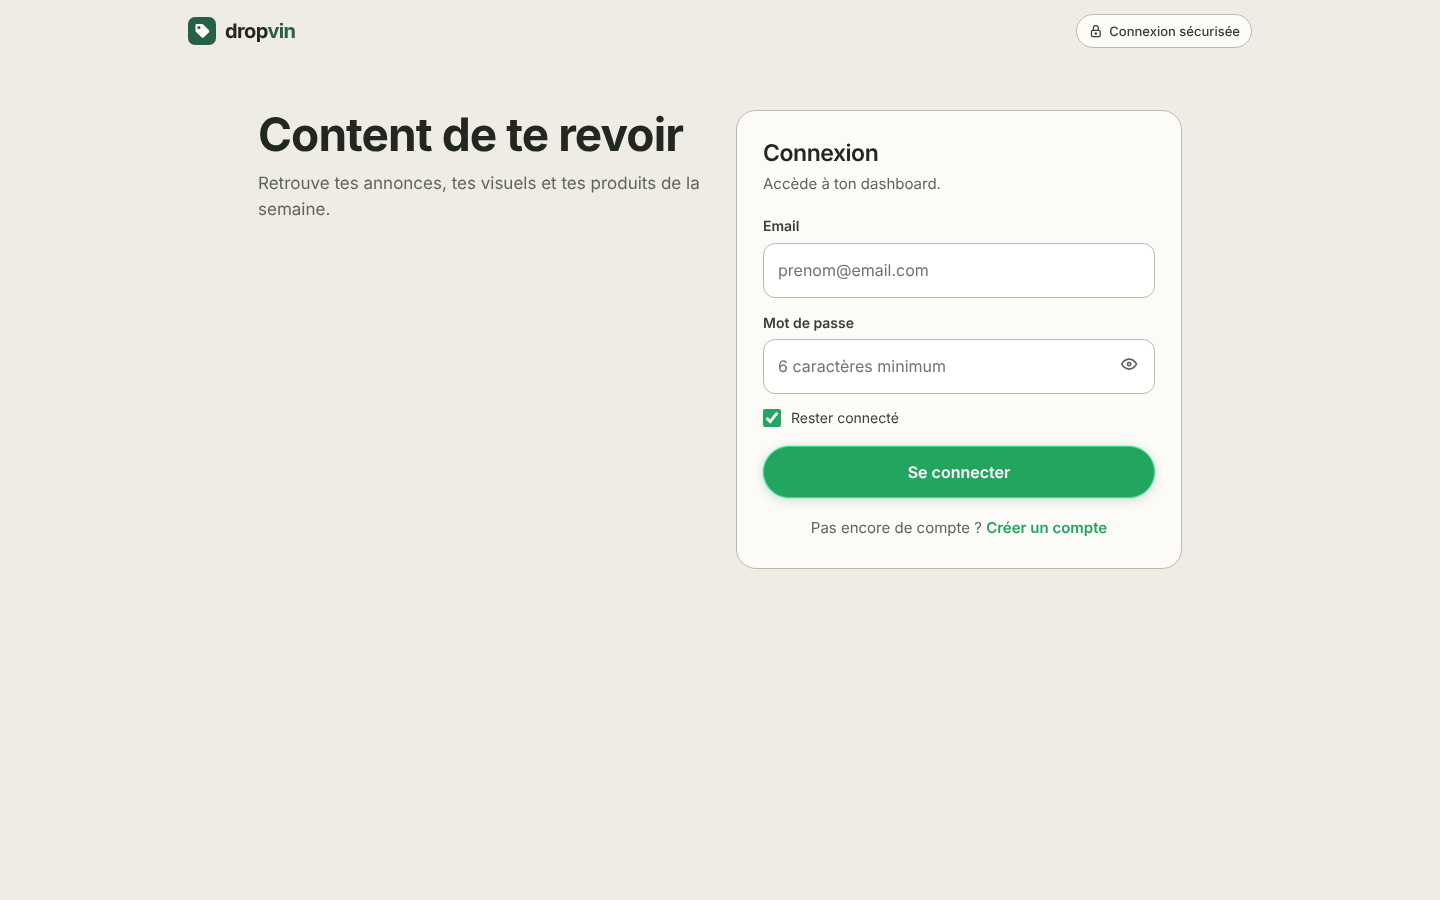 dropvin
Connexion sécurisée
Content de te revoir
Retrouve tes annonces, tes visuels et tes produits de la
semaine.
Connexion
Accède à ton dashboard.
Email
prenom@email.com
Mot de passe
6 caractères minimum
Rester connecté
Se connecter
Pas encore de compte ? Créer un compte